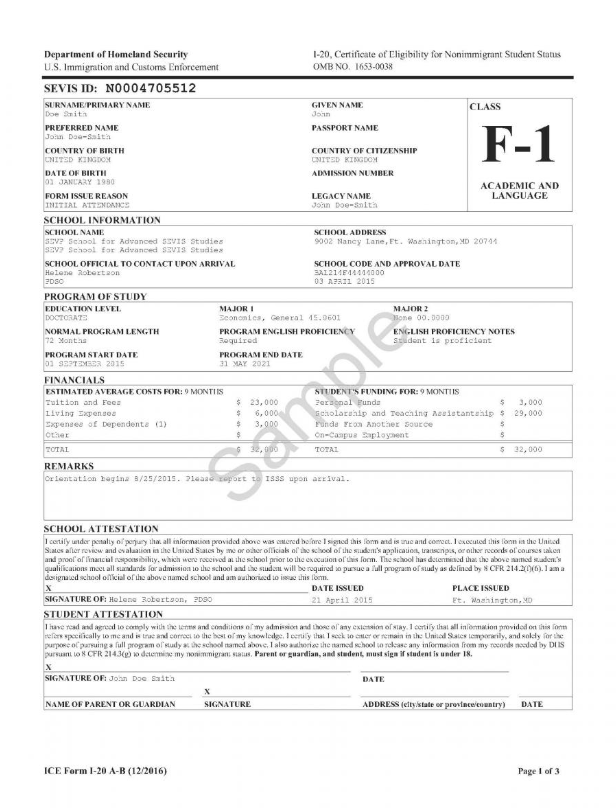 Department of Homeland Security
U.S. Immigration and Customs Enforcement
I-20, Certificate of Eligibility for Nonimmigrant Student Status
OMB NO. 1653-0038
SEVIS ID: N0004705512
SURNAME/PRIMARY NAME
Doe Smith
GIVEN NAME
John
CLASS
PREFERRED NAME
John Doe-Smith
PASSPORT NAME
COUNTRY OF BIRTH
UNITED KINGDOM
COUNTRY OF CITIZENSHIP
UNITED KINGDOM
F-1
DATE OF BIRTH
01 JANUARY 1980
ADMISSION NUMBER
ACADEMIC AND
LANGUAGE
FORM ISSUE REASON
INITIAL ATTENDANCE
LEGACY NAME
John Doe-Smith
SCHOOL INFORMATION
SCHOOL NAME
SEVP School for Advanced SEVIS Studies
SEVP School for Advanced SEVIS Studies
SCHOOL ADDRESS
9002 Nancy Lane,Ft. Washington,MD 20744
SCHOOL OFFICIAL TO CONTACT UPON ARRIVAL
Helene Robertson
PDSO
SCHOOL CODE AND APPROVAL DATE
BAL214F44444000
03 APRIL 2015
PROGRAM OF STUDY
EDUCATION LEVEL
DOCTORATE
MAJOR 1
Economics, General 45.0601
MAJOR 2
None 00.0000
NORMAL PROGRAM LENGTH
72 Months
PROGRAM ENGLISH PROFICIENCY
Required
ENGLISH PROFICIENCY NOTES
Student is proficient
PROGRAM START DATE
01 SEPTEMBER 2015
PROGRAM END DATE
31 MAY 2021
FINANCIALS
ESTIMATED AVERAGE COSTS FOR: 9 MONTHS
Tuition and Fees $ 23,000
Living Expenses $ 6,000
Expenses of Dependents (1) $ 3,000
Other $
TOTAL $ 32,000
STUDENT'S FUNDING FOR: 9 MONTHS
Personal Funds $ 3,000
Scholarship and Teaching Assistantship $ 29,000
Funds From Another Source $
On-Campus Employment $
TOTAL $ 32,000
Sample
REMARKS
Orientation begins 8/25/2015. Please report to ISSS upon arrival.
SCHOOL ATTESTATION
I certify under penalty of perjury that all information provided above was entered before I signed this form and is true and correct. I executed this form in the United
States after review and evaluation in the United States by me or other officials of the school of the student's application, transcripts, or other records of courses taken
and proof of financial responsibility, which were received at the school prior to the execution of this form. The school has determined that the above named student's
qualifications meet all standards for admission to the school and the student will be required to pursue a full program of study as defined by 8 CFR 214.2(f)(6). I am a
designated school official of the above named school and am authorized to issue this form.
X
SIGNATURE OF: Helene Robertson, PDSO
DATE ISSUED
21 April 2015
PLACE ISSUED
Ft. Washington,MD
STUDENT ATTESTATION
I have read and agreed to comply with the terms and conditions of my admission and those of any extension of stay. I certify that all information provided on this form
refers specifically to me and is true and correct to the best of my knowledge. I certify that I seek to enter or remain in the United States temporarily, and solely for the
purpose of pursuing a full program of study at the school named above. I also authorize the named school to release any information from my records needed by DHS
pursuant to 8 CFR 214.3(g) to determine my nonimmigrant status. Parent or guardian, and student, must sign if student is under 18.
X
SIGNATURE OF: John Doe Smith
DATE
X
NAME OF PARENT OR GUARDIAN
SIGNATURE
ADDRESS (city/state or province/country)
DATE
ICE Form I-20 A-B (12/2016)
Page 1 of 3